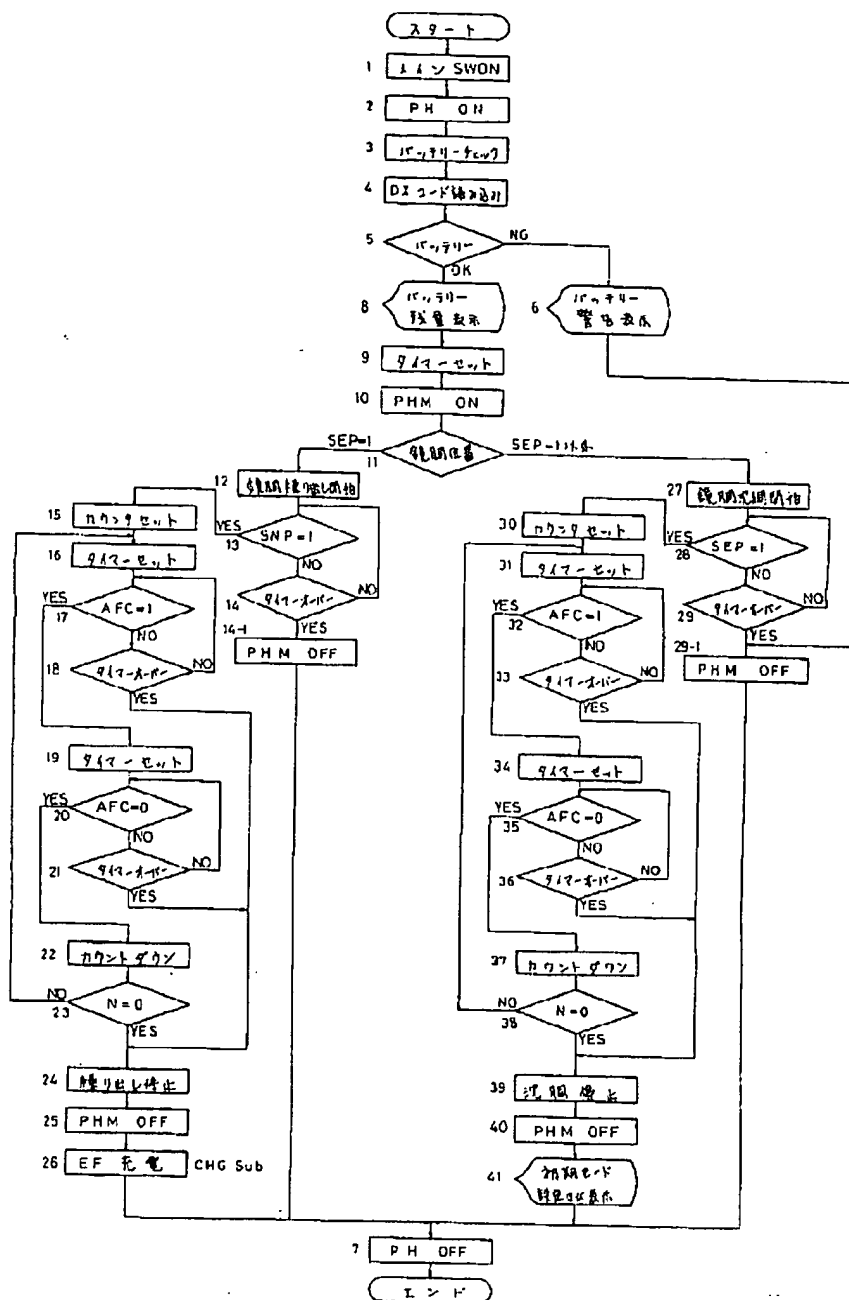 スタート
1 メイン SWON
2 PH ON
3 バッテリーチェック
4 DXコード読み込み
5 バッテリー
NG
OK
8 バッテリー
残量表示
6 バッテリー
警告表示
9 タイマーセット
10 PHM ON
SEP=1
鏡胴位置
11
SEP=1以外
12 鏡胴繰り出し開始
27 鏡胴沈胴開始
15 カウンタセット
YES
13 SNP=1
NO
30 カウンタセット
YES
28 SEP=1
NO
16 タイマーセット
14 タイマーオーバー
NO
YES
31 タイマーセット
29 タイマーオーバー
NO
YES
YES
17 AFC=1
NO
14-1
PHM OFF
YES
32 AFC=1
NO
29-1
PHM OFF
18 タイマーオーバー
NO
YES
33 タイマーオーバー
NO
YES
19 タイマーセット
34 タイマーセット
YES
20 AFC=0
NO
YES
35 AFC=0
NO
21 タイマーオーバー
NO
YES
36 タイマーオーバー
NO
YES
22 カウントダウン
37 カウントダウン
NO
23 N=0
YES
NO
38 N=0
YES
24 繰り出し停止
39 沈胴停止
25 PHM OFF
40 PHM OFF
26 EF 充電 CHG Sub
41 初期モード
表示
7 PH OFF
エンド